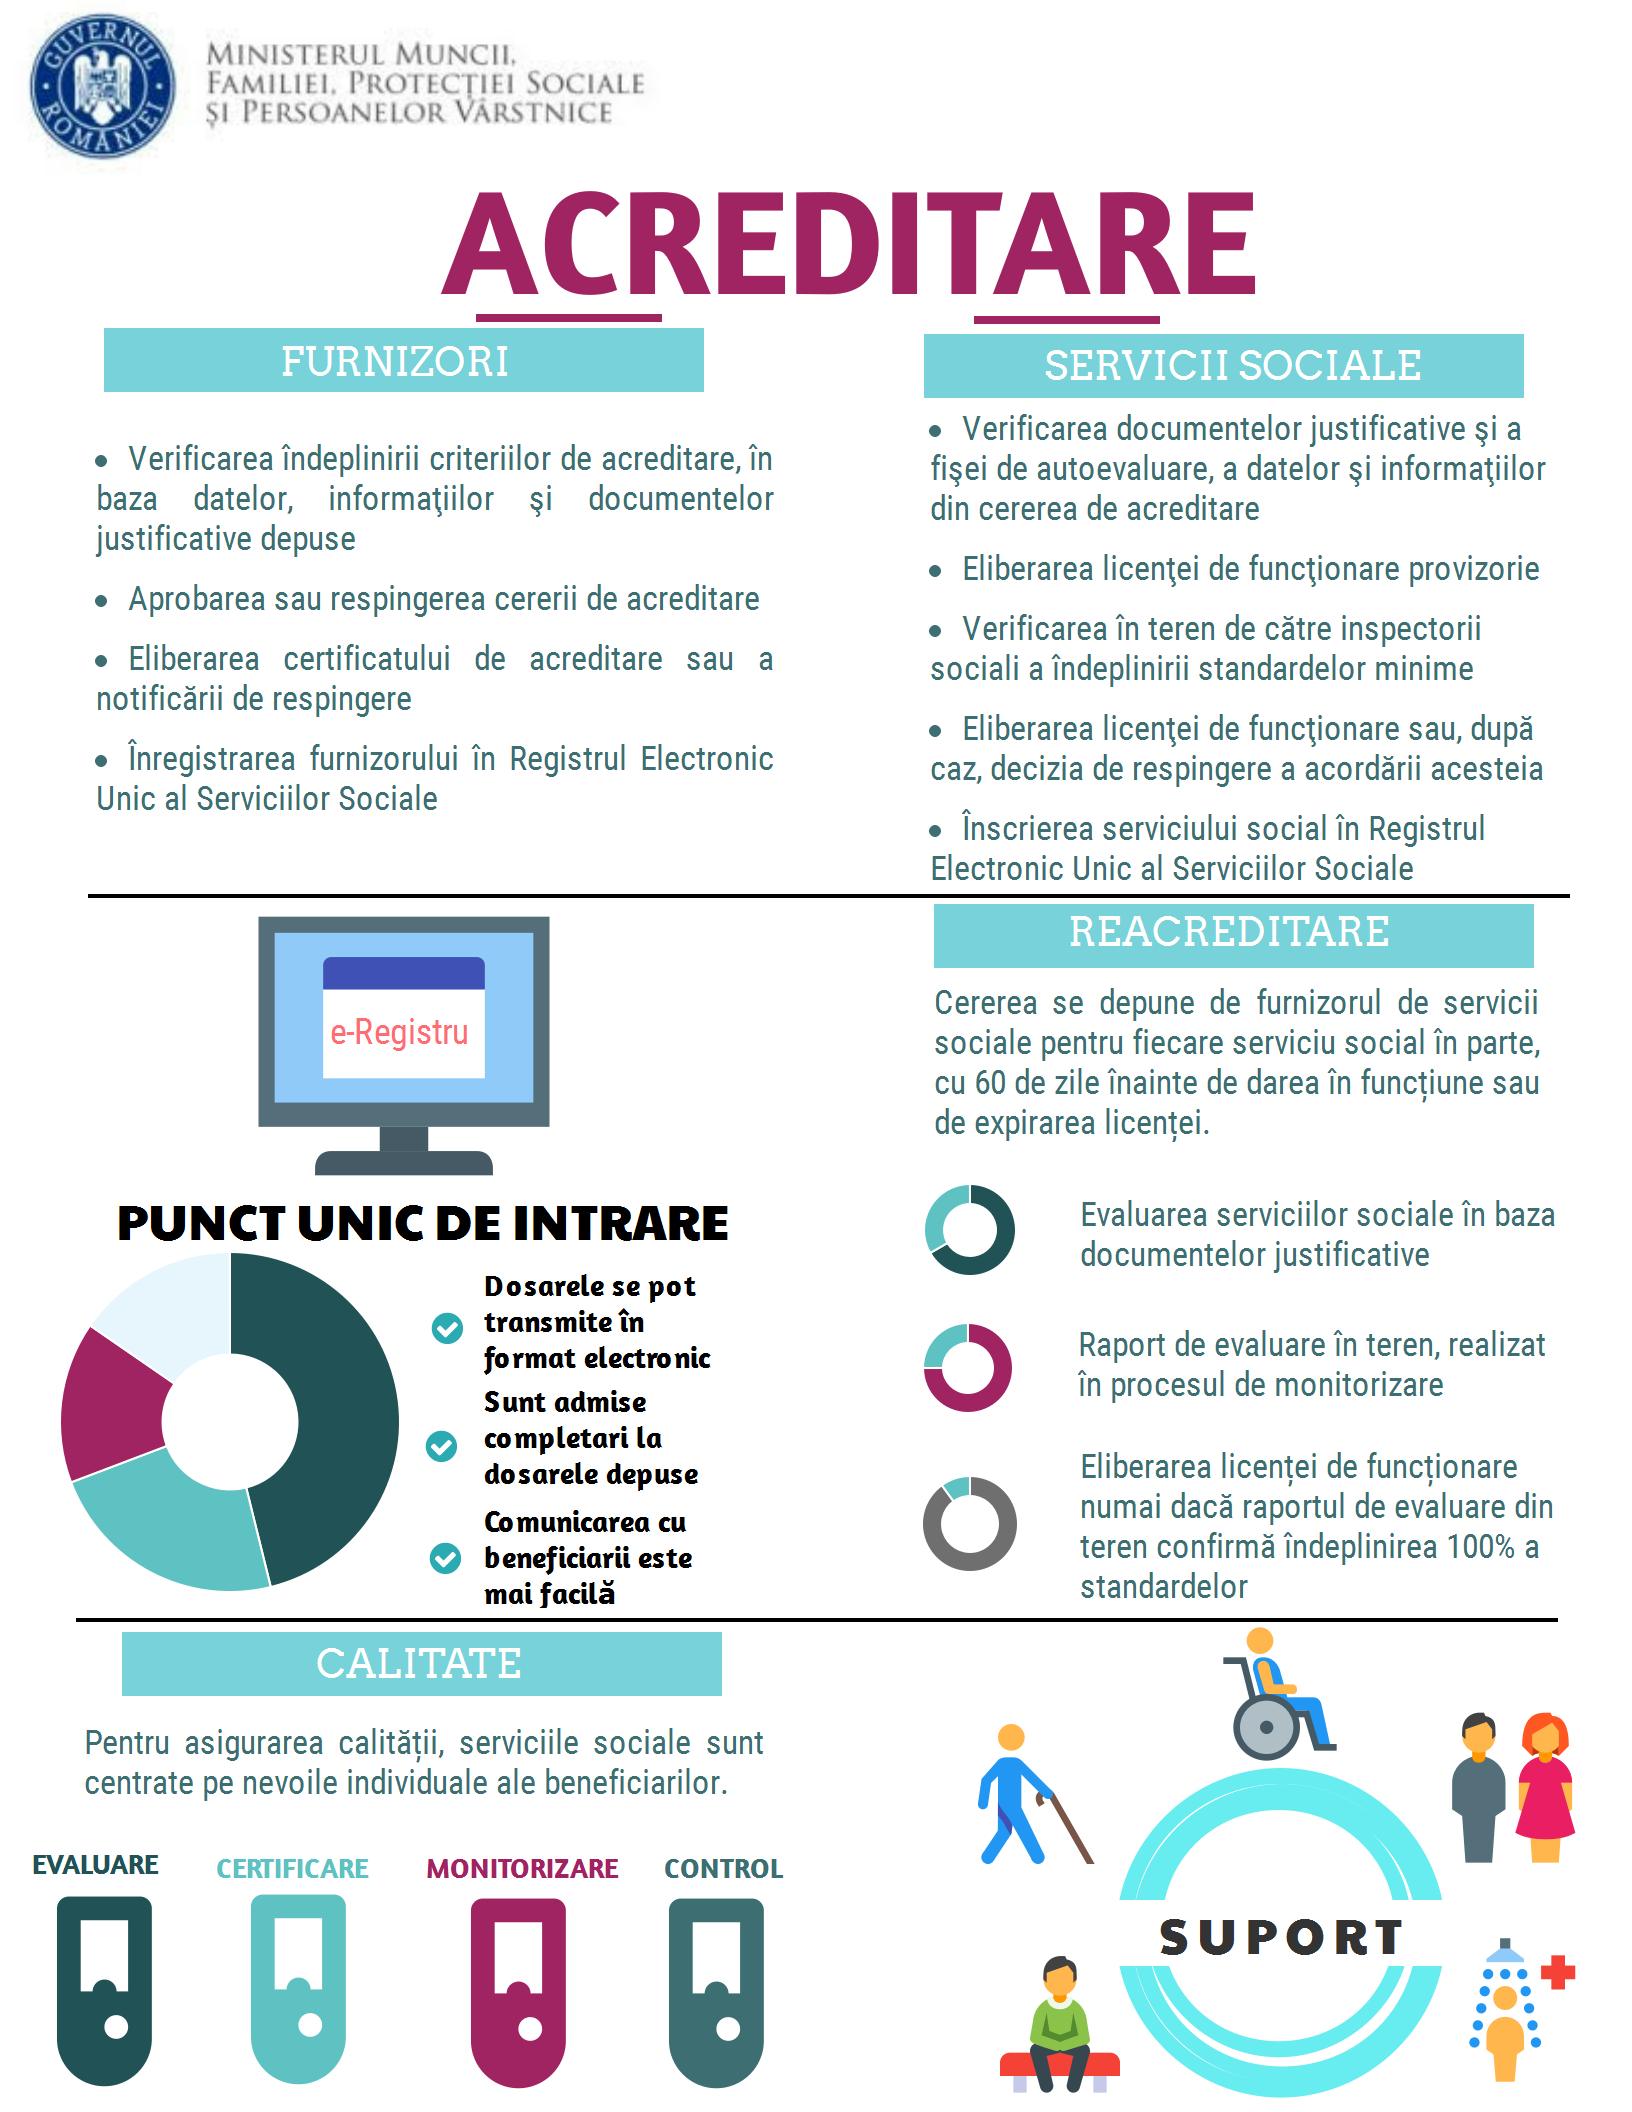 GUVERNUL ROMÂNIEI
MINISTERUL MUNCII,
FAMILIEI, PROTECȚIEI SOCIALE
ȘI PERSOANELOR VÂRSTNICE
ACREDITARE
FURNIZORI
• Verificarea îndeplinirii criteriilor de acreditare, în
baza datelor, informaţiilor şi documentelor
justificative depuse
• Aprobarea sau respingerea cererii de acreditare
• Eliberarea certificatului de acreditare sau a
notificării de respingere
• Înregistrarea furnizorului în Registrul Electronic
Unic al Serviciilor Sociale
SERVICII SOCIALE
• Verificarea documentelor justificative şi a
fişei de autoevaluare, a datelor şi informaţiilor
din cererea de acreditare
• Eliberarea licenţei de funcţionare provizorie
• Verificarea în teren de către inspectorii
sociali a îndeplinirii standardelor minime
• Eliberarea licenţei de funcţionare sau, după
caz, decizia de respingere a acordării acesteia
• Înscrierea serviciului social în Registrul
Electronic Unic al Serviciilor Sociale
e-Registru
PUNCT UNIC DE INTRARE
Dosarele se pot
transmite în
format electronic
Sunt admise
completari la
dosarele depuse
Comunicarea cu
beneficiarii este
mai facilă
REACREDITARE
Cererea se depune de furnizorul de servicii
sociale pentru fiecare serviciu social în parte,
cu 60 de zile înainte de darea în funcțiune sau
de expirarea licenței.
Evaluarea serviciilor sociale în baza
documentelor justificative
Raport de evaluare în teren, realizat
în procesul de monitorizare
Eliberarea licenței de funcționare
numai dacă raportul de evaluare din
teren confirmă îndeplinirea 100% a
standardelor
CALITATE
Pentru asigurarea calității, serviciile sociale sunt
centrate pe nevoile individuale ale beneficiarilor.
EVALUARE
CERTIFICARE
MONITORIZARE
CONTROL
SUPORT